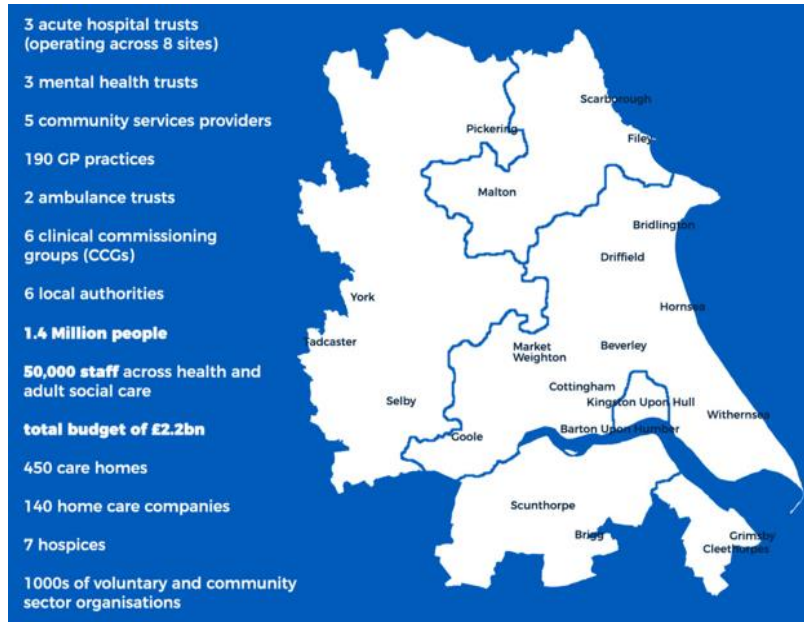 3 acute hospital trusts
(operating across 8 sites)
3 mental health trusts
5 community services providers
190 GP practices
2 ambulance trusts
6 clinical commissioning
groups (CCGs)
6 local authorities
1.4 Million people
50,000 staff across health and
adult social care
total budget of £2.2bn
450 care homes
140 home care companies
7 hospices
1000s of voluntary and community
sector organisations
Scarborough
Pickering
Filey
Malton
Bridlington
Driffield
York
Hornsea
Tadcaster
Market
Weighton
Beverley
Cottingham
Selby
Kingston Upon Hull
Withernsea
Goole
Barton Upon Humber
Scunthorpe
Brigg
Grimsby
Cleethorpes